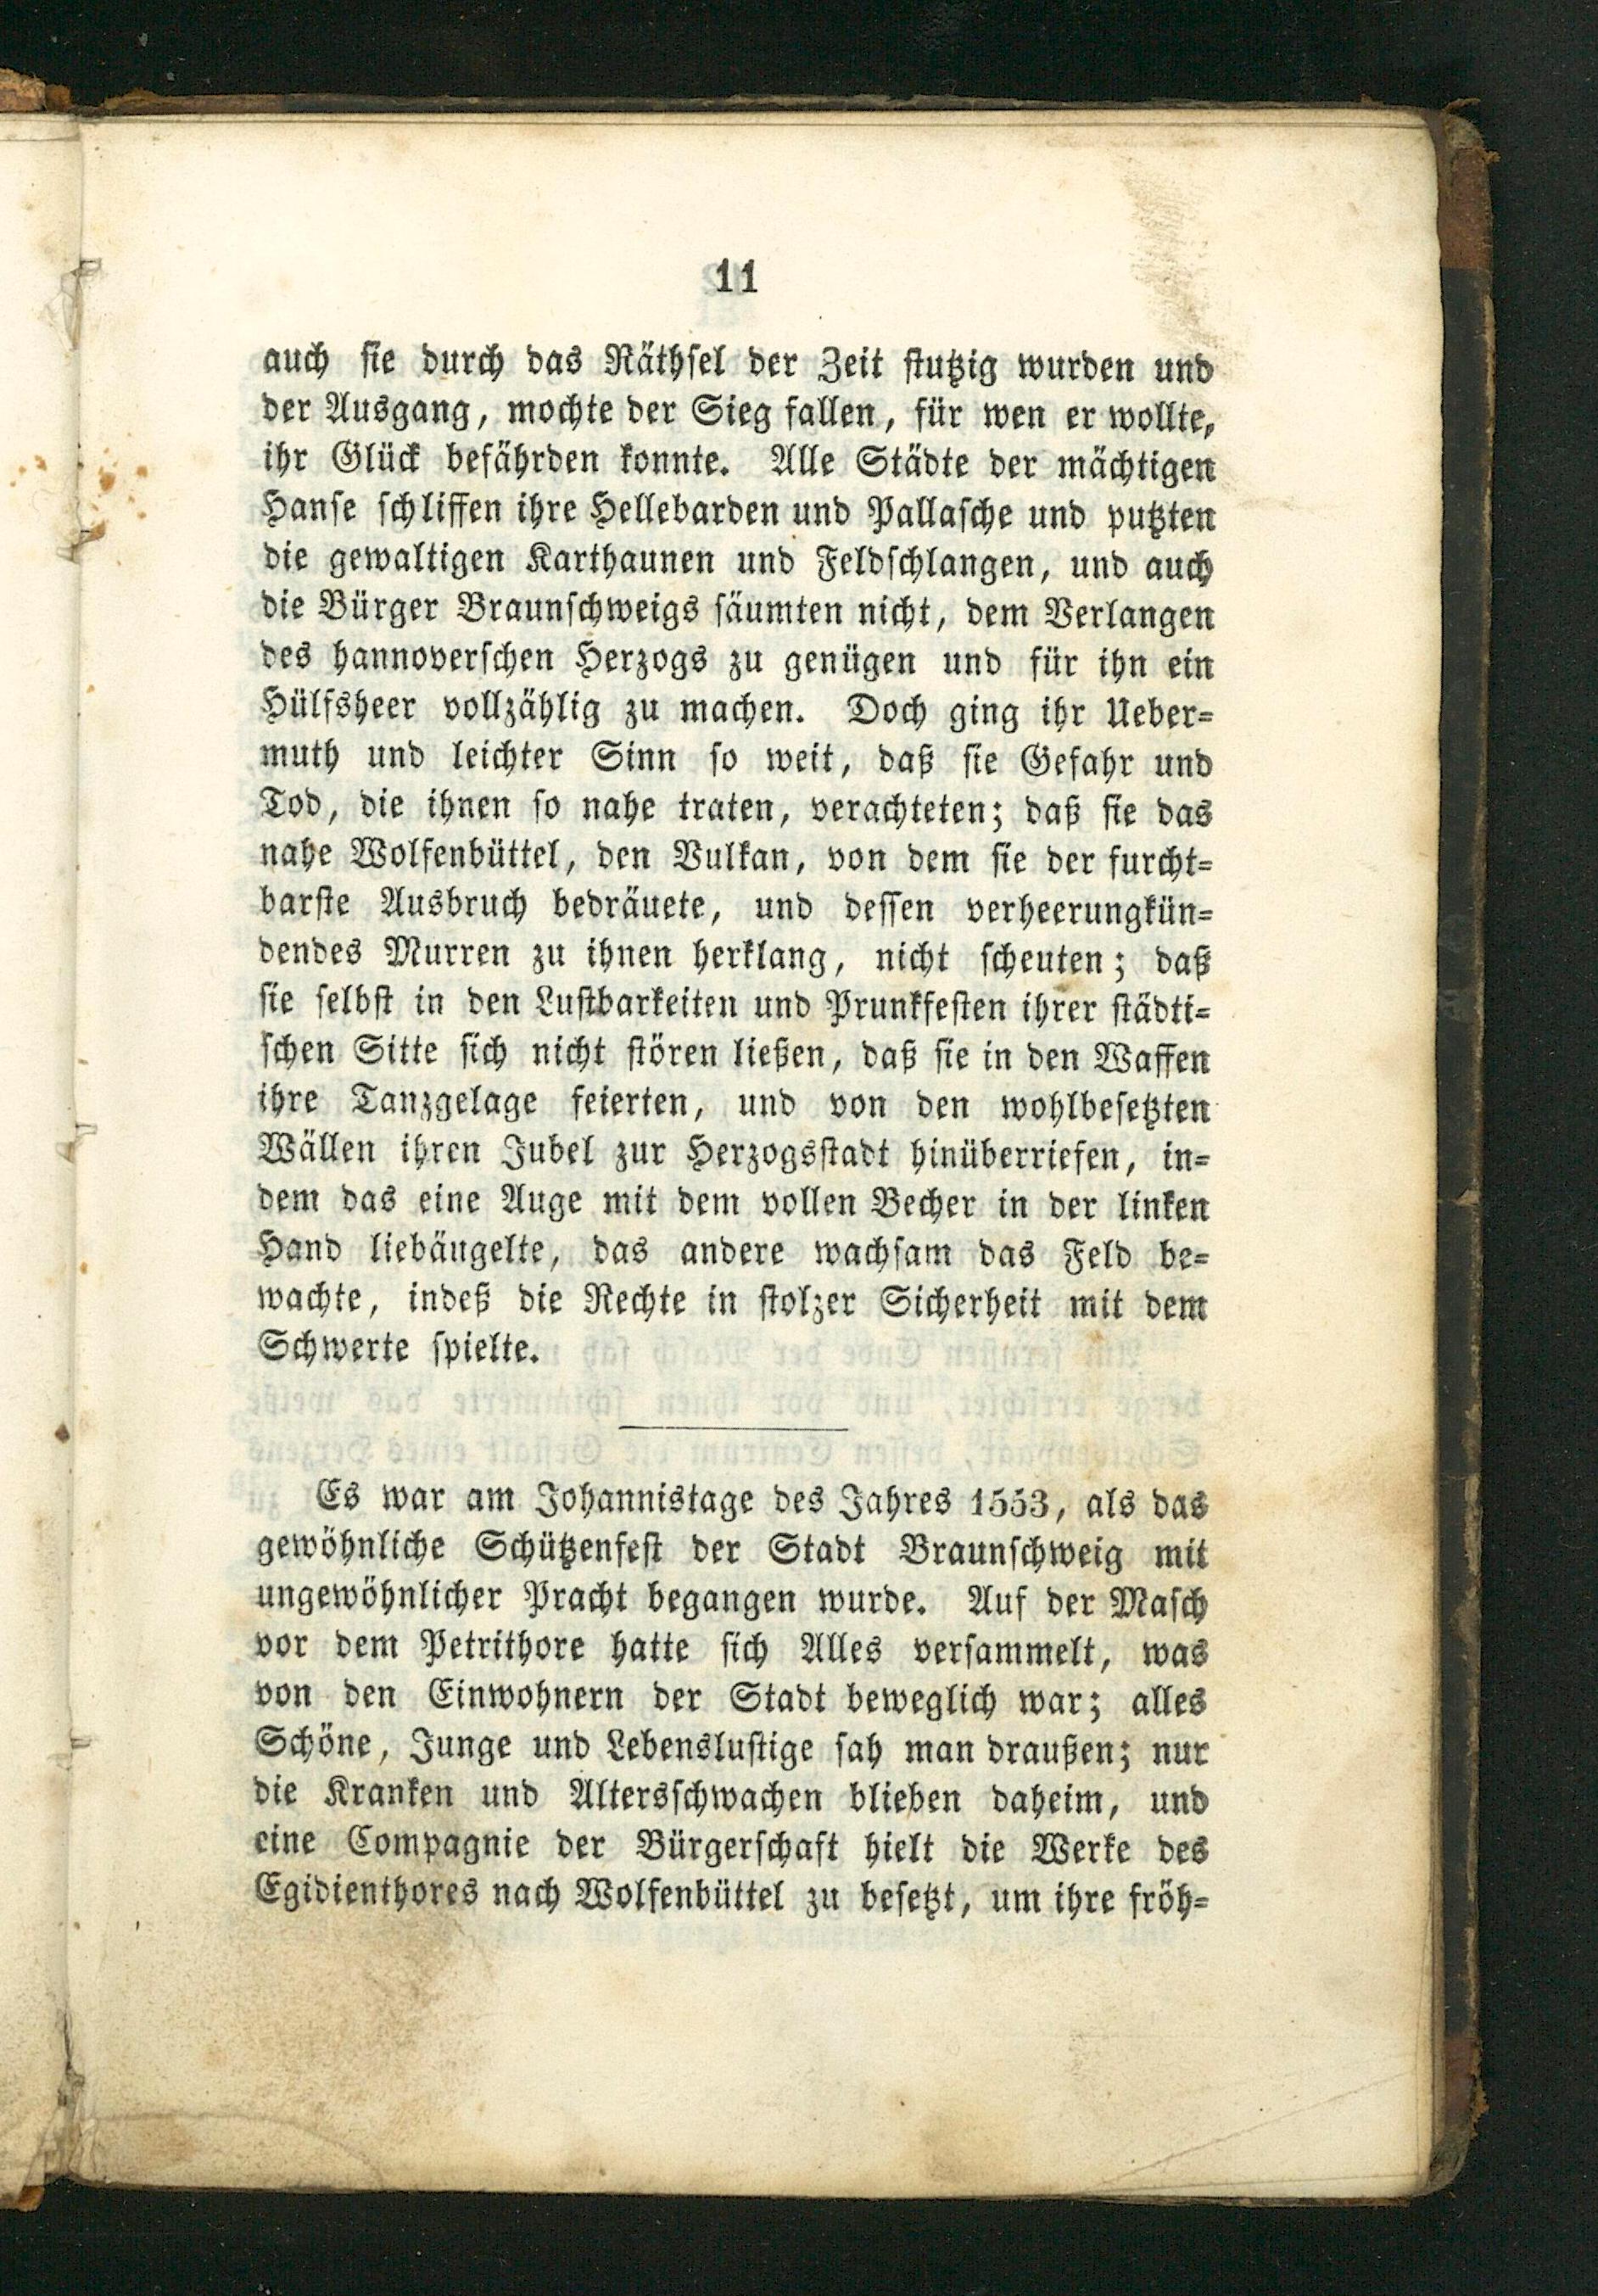 11
auch sie durch das Räthsel der Zeit stutzig wurden und
der Ausgang, mochte der Sieg fallen, für wen er wollte,
ihr Glück befährden konnte. Alle Städte der mächtigen
Hanse schliffen ihre Hellebarden und Pallasche und putzten
die gewaltigen Karthaunen und Feldschlangen, und auch
die Bürger Braunschweigs säumten nicht, dem Verlangen
des hannoverschen Herzogs zu genügen und für ihn ein
Hülfsheer vollzählig zu machen. Doch ging ihr Ueber=
muth und leichter Sinn so weit, daß sie Gefahr und
Tod, die ihnen so nahe traten, verachteten; daß sie das
nahe Wolfenbüttel, den Vulkan, von dem sie der furcht=
barste Ausbruch bedräuete, und dessen verheerungkün=
dendes Murren zu ihnen herklang, nicht scheuten; daß
sie selbst in den Lustbarkeiten und Prunkfesten ihrer städti=
schen Sitte sich nicht stören ließen, daß sie in den Waffen
ihre Tanzgelage feierten, und von den wohlbesetzten
Wällen ihren Jubel zur Herzogsstadt hinüberriefen, in=
dem das eine Auge mit dem vollen Becher in der linken
Hand liebäugelte, das andere wachsam das Feld be=
wachte, indeß die Rechte in stolzer Sicherheit mit dem
Schwerte spielte.
Es war am Johannistage des Jahres 1553, als das
gewöhnliche Schützenfest der Stadt Braunschweig mit
ungewöhnlicher Pracht begangen wurde. Auf der Masch
vor dem Petrithore hatte sich Alles versammelt, was
von den Einwohnern der Stadt beweglich war; alles
Schöne, Junge und Lebenslustige sah man draußen; nur
die Kranken und Altersschwachen blieben daheim, und
eine Compagnie der Bürgerschaft hielt die Werke des
Egidienthores nach Wolfenbüttel zu besetzt, um ihre fröh=